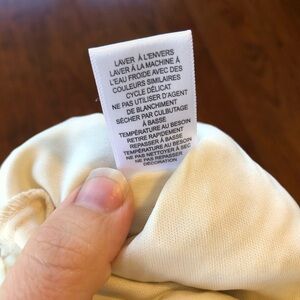 LAVER À L'ENVERS
LAVER À LA MACHINE À
L'EAU FROIDE AVEC DES
COULEURS SIMILAIRES
CYCLE DÉLICAT
NE PAS UTILISER D'AGENT
DE BLANCHIMENT
SÉCHER PAR CULBUTAGE
À BASSE
TEMPÉRATURE AU BESOIN
RETIRE RAPIDEMENT
REPASSER À BASSE
TEMPÉRATURE AU BESOIN
NE PAS NETTOYER À SEC
NE PAS REPASSER
DÉCORATION